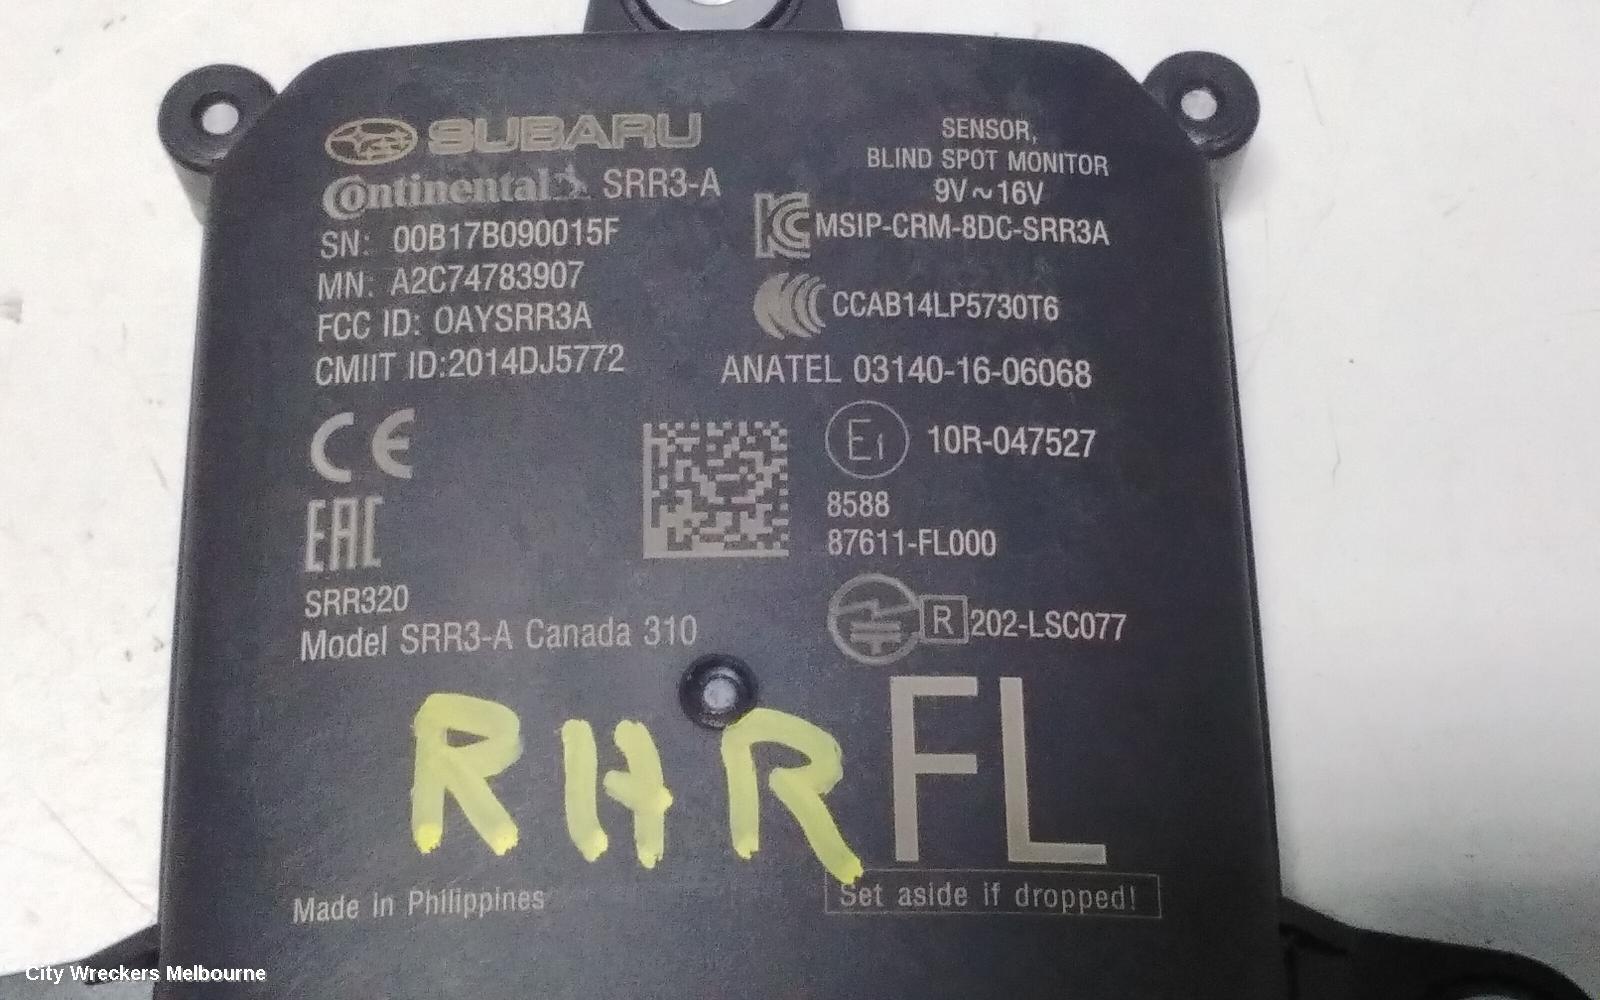 SUBARU
Continental SRR3-A
SN: 00B17B090015F
MN: A2C74783907
FCC ID: OAYSRR3A
CMIIT ID:2014DJ5772
CE
EAC
SRR320
Model SRR3-A Canada 310
SENSOR,
BLIND SPOT MONITOR
9V~16V
KC MSIP-CRM-8DC-SRR3A
CCC CCAB14LP5730T6
ANATEL 03140-16-06068
E1 10R-047527
8588
87611-FL000
R 202-LSC077
RHR
FL
Made in Philippines
Set aside if dropped!
City Wreckers Melbourne